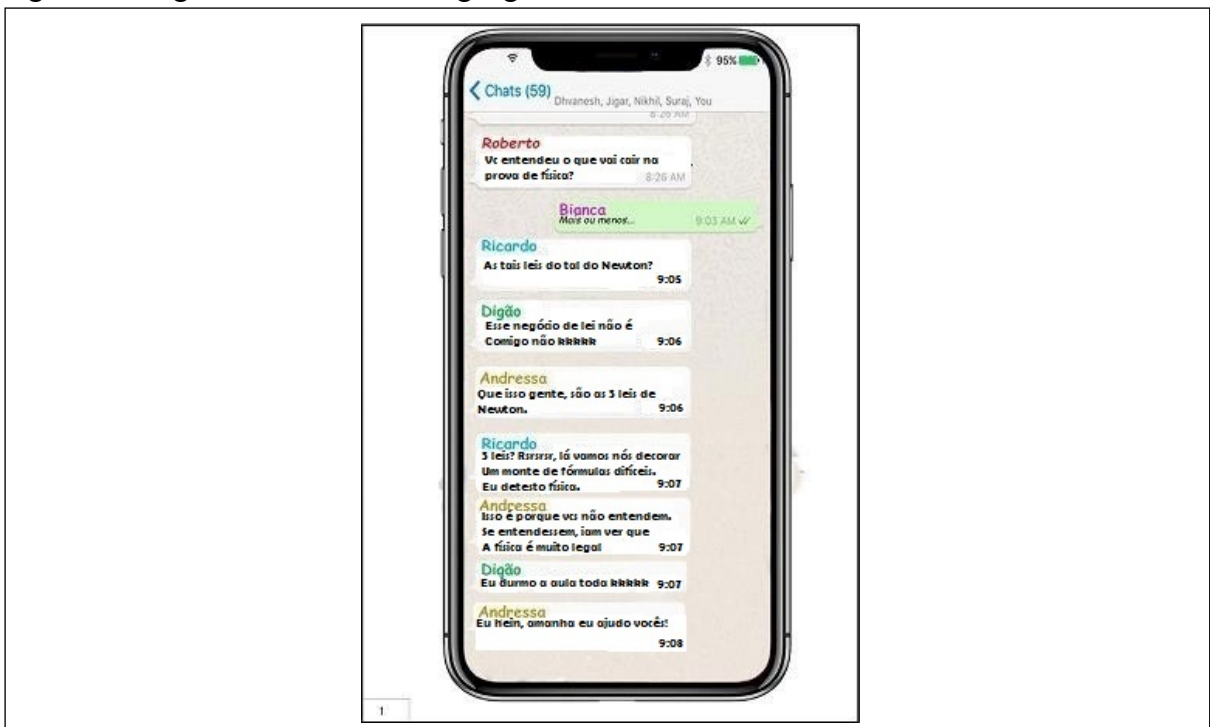 95%
Chats (59)
Dhvanesh, Jigar, Nikhil, Suraj, You
8:26 AM
Roberto
Vc entendeu o que vai cair na
prova de física?
8:26 AM
Bianca
Mais ou menos...
9:03 AM
Ricardo
As tais leis do tal do Newton?
9:05
Digão
Esse negócio de lei não é
Comigo não kkkkk 9:06
Andressa
Que isso gente, são as 3 leis de
Newton. 9:06
Ricardo
3 leis? Rsrsrsr, lá vamos nós decorar
Um monte de fórmulas difíceis.
Eu detesto física. 9:07
Andressa
Isso é porque vcs não entendem.
Se entendessem, iam ver que
A física é muito legal 9:07
Digão
Eu durmo a aula toda kkkkk 9:07
Andressa
Eu hein, amanha eu ajudo vocês!
9:08
1